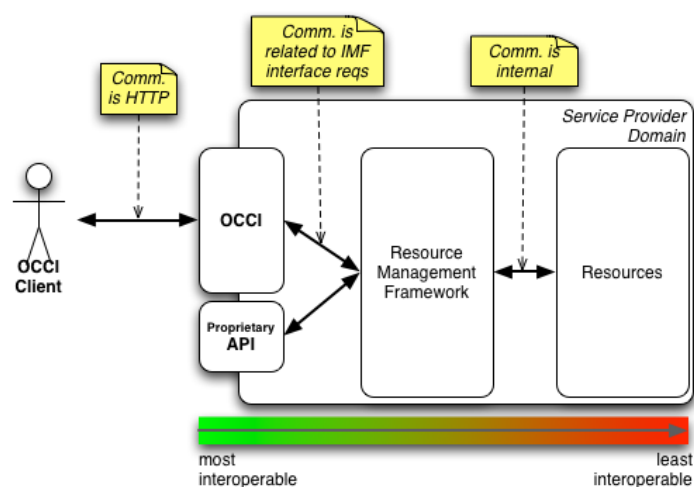 Comm.
is HTTP
Comm. is
related to IMF
interface reqs
Comm. is
internal
Service Provider
Domain
OCCI
Client
OCCI
Proprietary
API
Resource
Management
Framework
Resources
most
interoperable
least
interoperable